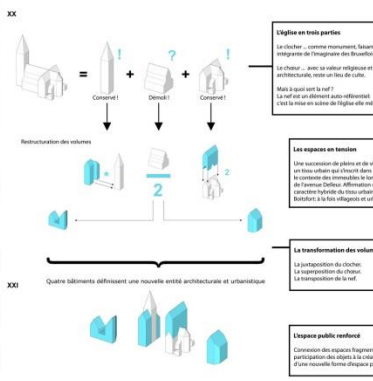 XX
! ? !
= + +
Conservé ! Démoli ! Conservé !
Restructuration des volumes
*
2
2
XXI
Quatre bâtiments définissent une nouvelle entité architecturale et urbanistique
L'église en trois parties
Le clocher ... comme monument, faisant
intégrante de l'imaginaire des Bruxellois
Le chœur ... avec sa valeur religieuse et
architecturale, reste un lieu de culte.
Mais à quoi sert la nef ?
La nef est un élément auto-référentiel
c'est la mise en scène de l'église elle mê
Les espaces en tension
Une succession de pleins et de vi
un tissu urbain qui s'inscrit dans
le contexte des immeubles le lon
de l'avenue Delleur. Affirmation
caractère hybride du tissu urbain
Boitsfort: à la fois villageois et url
La transformation des volum
La juxtaposition du clocher.
La superposition du chœur.
La transposition de la nef.
L'espace public renforcé
Connexion des espaces fragmen
participation des objets à la créa
d'une nouvelle forme d'espace p